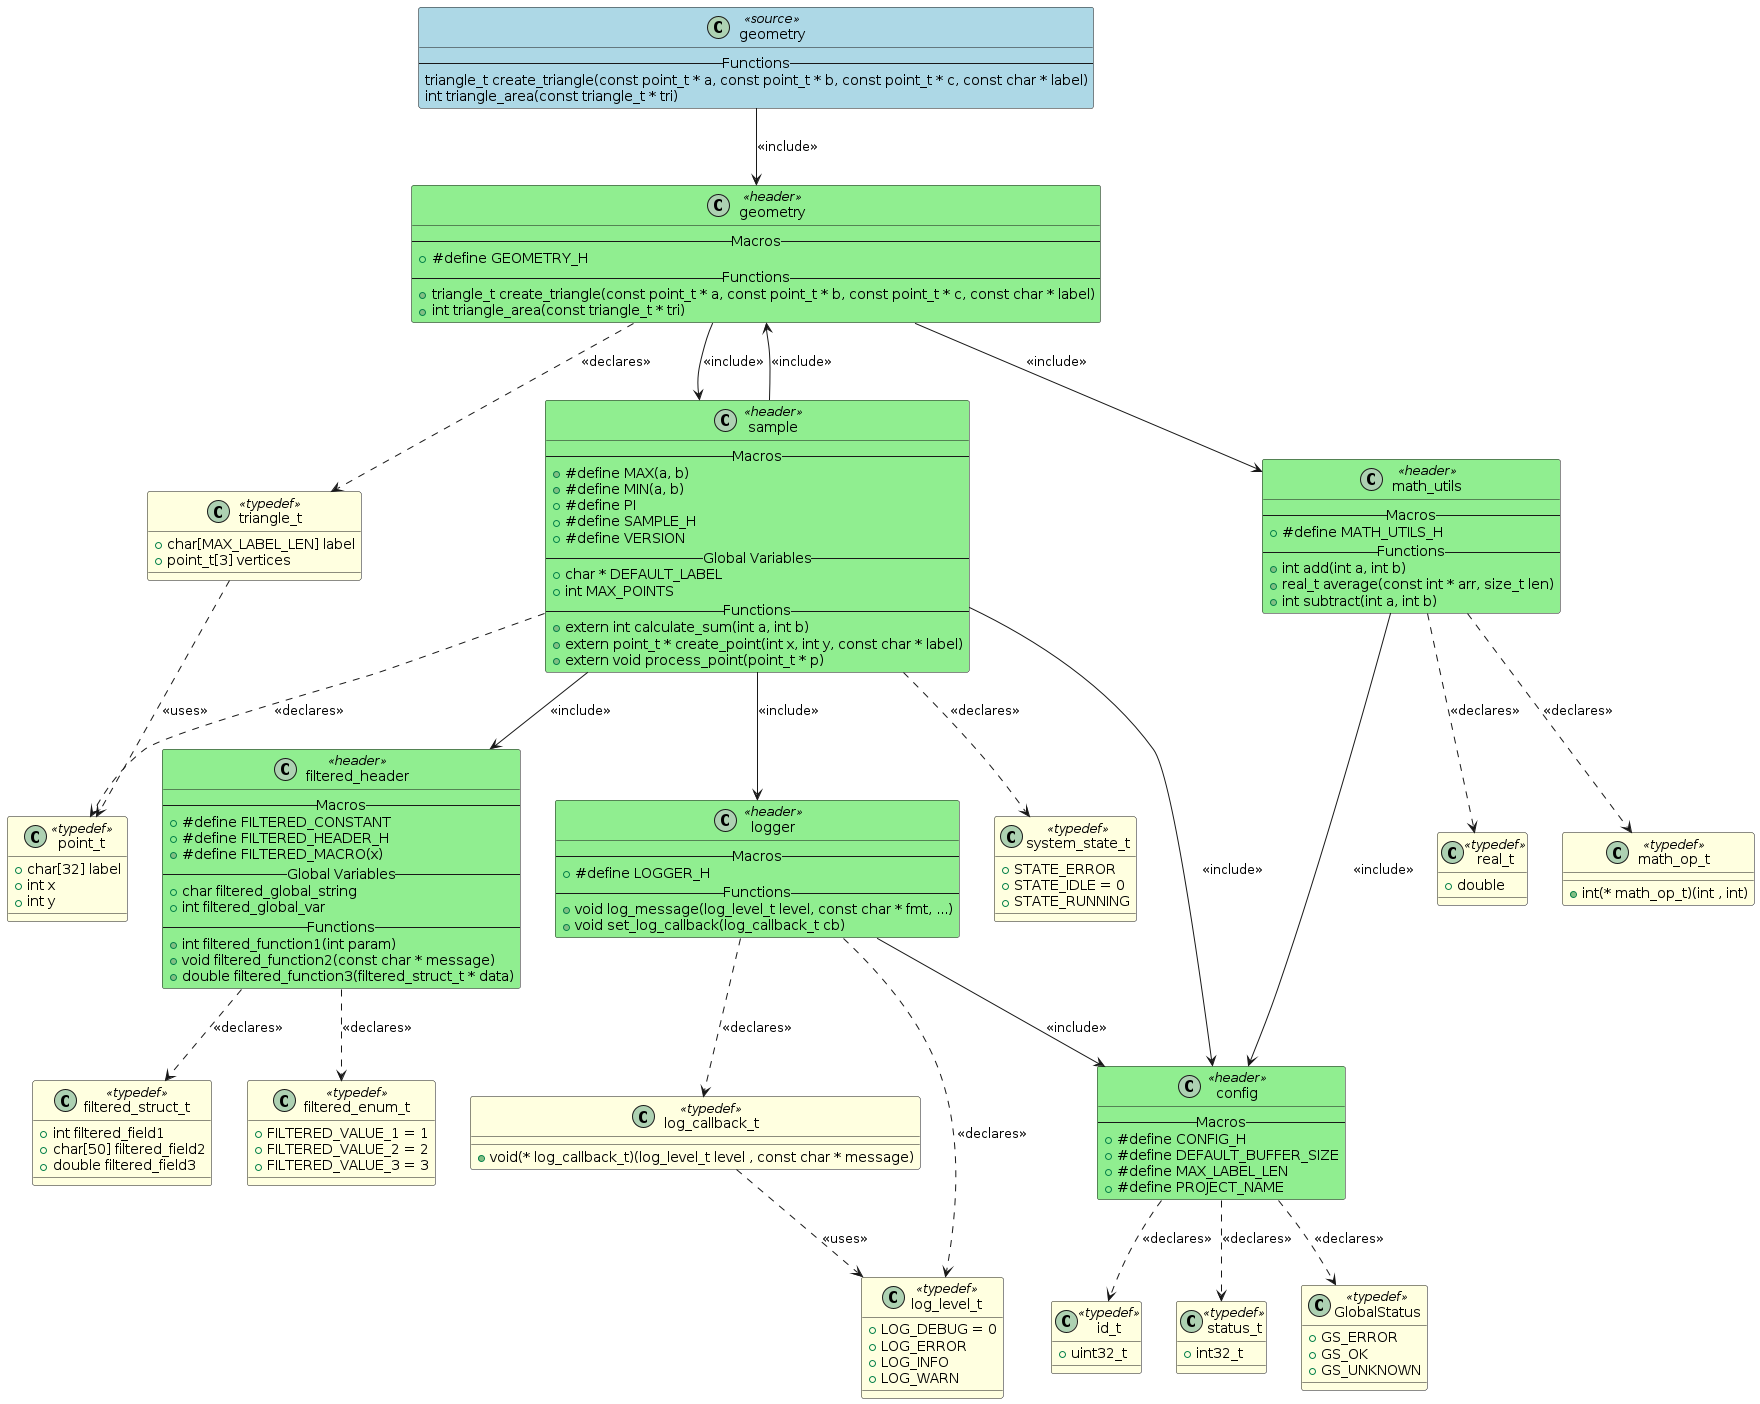 C
«source»
geometry
Functions
triangle_t create_triangle(const point_t * a, const point_t * b, const point_t * c, const char * label)
int triangle_area(const triangle_t * tri)
«include»
C
«header»
geometry
Macros
#define GEOMETRY_H
Functions
triangle_t create_triangle(const point_t * a, const point_t * b, const point_t * c, const char * label)
int triangle_area(const triangle_t * tri)
«declares»
«include»
«include»
«include»
C
«header»
sample
Macros
#define MAX(a, b)
#define MIN(a, b)
#define PI
#define SAMPLE_H
#define VERSION
Global Variables
char * DEFAULT_LABEL
int MAX_POINTS
Functions
extern int calculate_sum(int a, int b)
extern point_t * create_point(int x, int y, const char * label)
extern void process_point(point_t * p)
C
«header»
math_utils
Macros
#define MATH_UTILS_H
Functions
int add(int a, int b)
real_t average(const int * arr, size_t len)
int subtract(int a, int b)
C
«typedef»
triangle_t
char[MAX_LABEL_LEN] label
point_t[3] vertices
«uses»
«declares»
«include»
«include»
«declares»
«declares»
«declares»
C
«header»
filtered_header
Macros
#define FILTERED_CONSTANT
#define FILTERED_HEADER_H
#define FILTERED_MACRO(x)
Global Variables
char filtered_global_string
int filtered_global_var
Functions
int filtered_function1(int param)
void filtered_function2(const char * message)
double filtered_function3(filtered_struct_t * data)
C
«typedef»
point_t
char[32] label
int x
int y
C
«header»
logger
Macros
#define LOGGER_H
Functions
void log_message(log_level_t level, const char * fmt, ...)
void set_log_callback(log_callback_t cb)
C
«typedef»
system_state_t
STATE_ERROR
STATE_IDLE = 0
STATE_RUNNING
«include»
«include»
C
«typedef»
real_t
double
C
«typedef»
math_op_t
int(* math_op_t)(int , int)
«declares»
«declares»
«declares»
«include»
C
«typedef»
filtered_struct_t
int filtered_field1
char[50] filtered_field2
double filtered_field3
C
«typedef»
filtered_enum_t
FILTERED_VALUE_1 = 1
FILTERED_VALUE_2 = 2
FILTERED_VALUE_3 = 3
C
«typedef»
log_callback_t
void(* log_callback_t)(log_level_t level , const char * message)
«declares»
C
«header»
config
Macros
#define CONFIG_H
#define DEFAULT_BUFFER_SIZE
#define MAX_LABEL_LEN
#define PROJECT_NAME
«uses»
«declares»
«declares»
«declares»
C
«typedef»
log_level_t
LOG_DEBUG = 0
LOG_ERROR
LOG_INFO
LOG_WARN
C
«typedef»
id_t
uint32_t
C
«typedef»
status_t
int32_t
C
«typedef»
GlobalStatus
GS_ERROR
GS_OK
GS_UNKNOWN